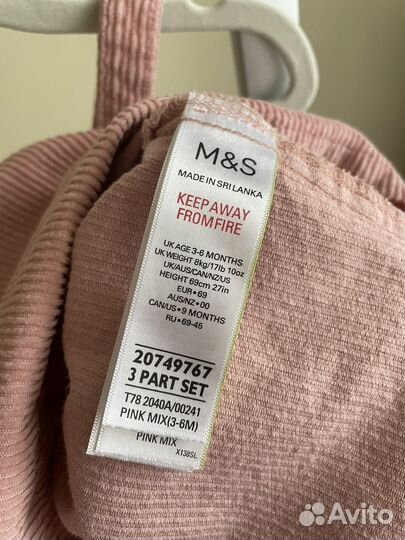 M&S
MADE IN SRI LANKA
KEEP AWAY
FROM FIRE
UK AGE 3-6 MONTHS
UK WEIGHT 8kg/17lb 10oz
UK/AUS/CAN/NZ/US
HEIGHT 69cm 27in
EUR • 69
AUS/NZ • 00
CAN/US • 9 MONTHS
RU • 69-45
20749767
3 PART SET
T78 2040A/00241
PINK MIX(3-6M)
PINK MIX
X138SL
Avito